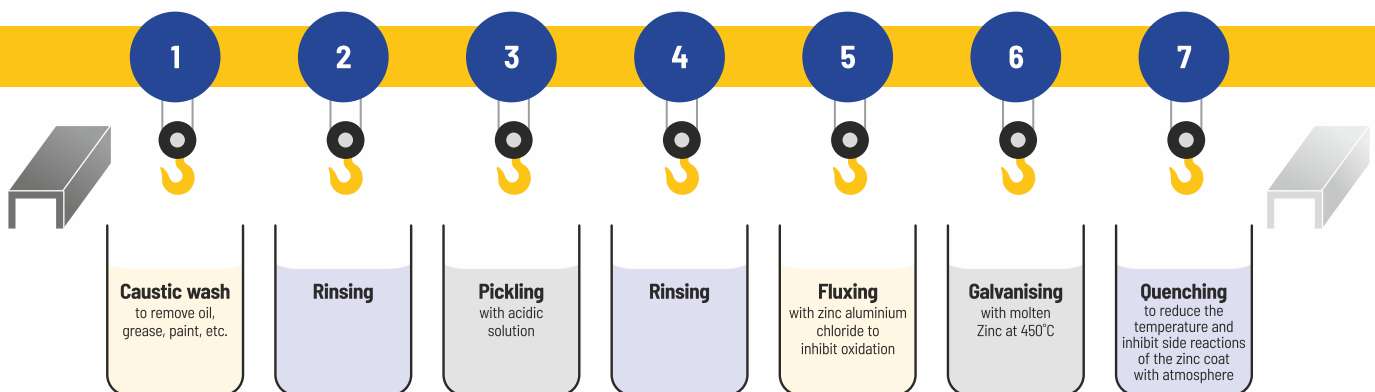 1
2
3
4
5
6
7
Caustic wash
to remove oil,
grease, paint, etc.
Rinsing
Pickling
with acidic
solution
Rinsing
Fluxing
with zinc aluminium
chloride to
inhibit oxidation
Galvanising
with molten
Zinc at 450˚C
Quenching
to reduce the
temperature and
inhibit side reactions
of the zinc coat
with atmosphere